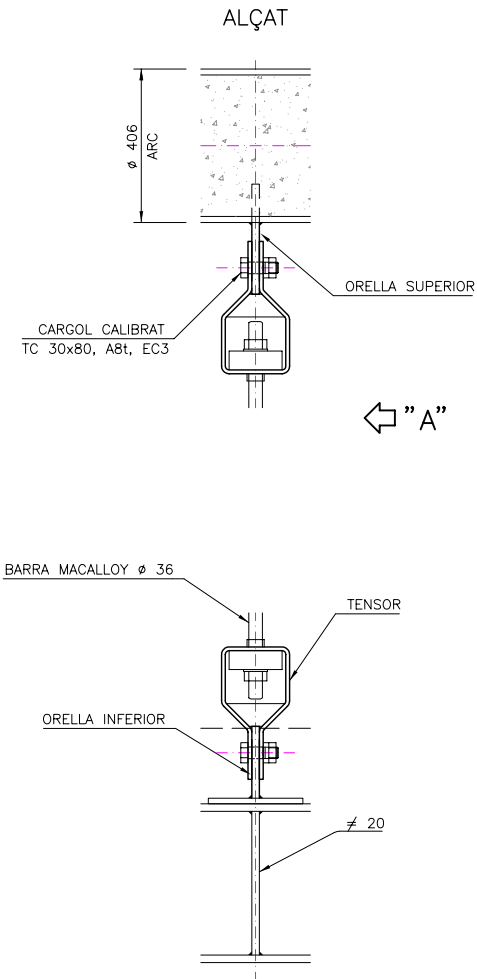 ALÇAT
ø 406
ARC
ORELLA SUPERIOR
CARGOL CALIBRAT
TC 30x80, A8t, EC3
"A"
BARRA MACALLOY ø 36
TENSOR
ORELLA INFERIOR
≠ 20